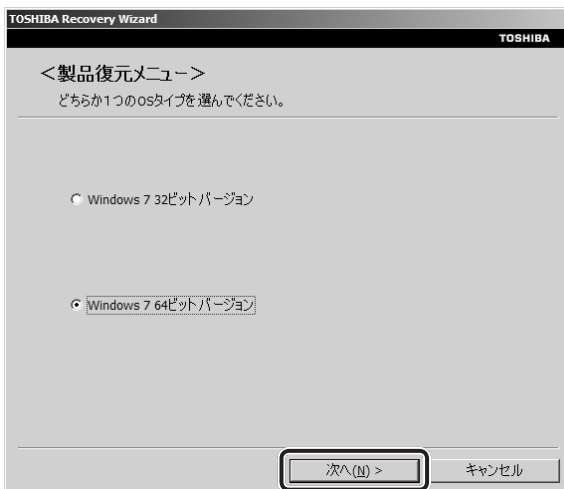 TOSHIBA Recovery Wizard
TOSHIBA
＜製品復元メニュー＞
どちらか1つのOSタイプを選んでください。
Windows 7 32ビットバージョン
Windows 7 64ビットバージョン
次へ(N) >
キャンセル